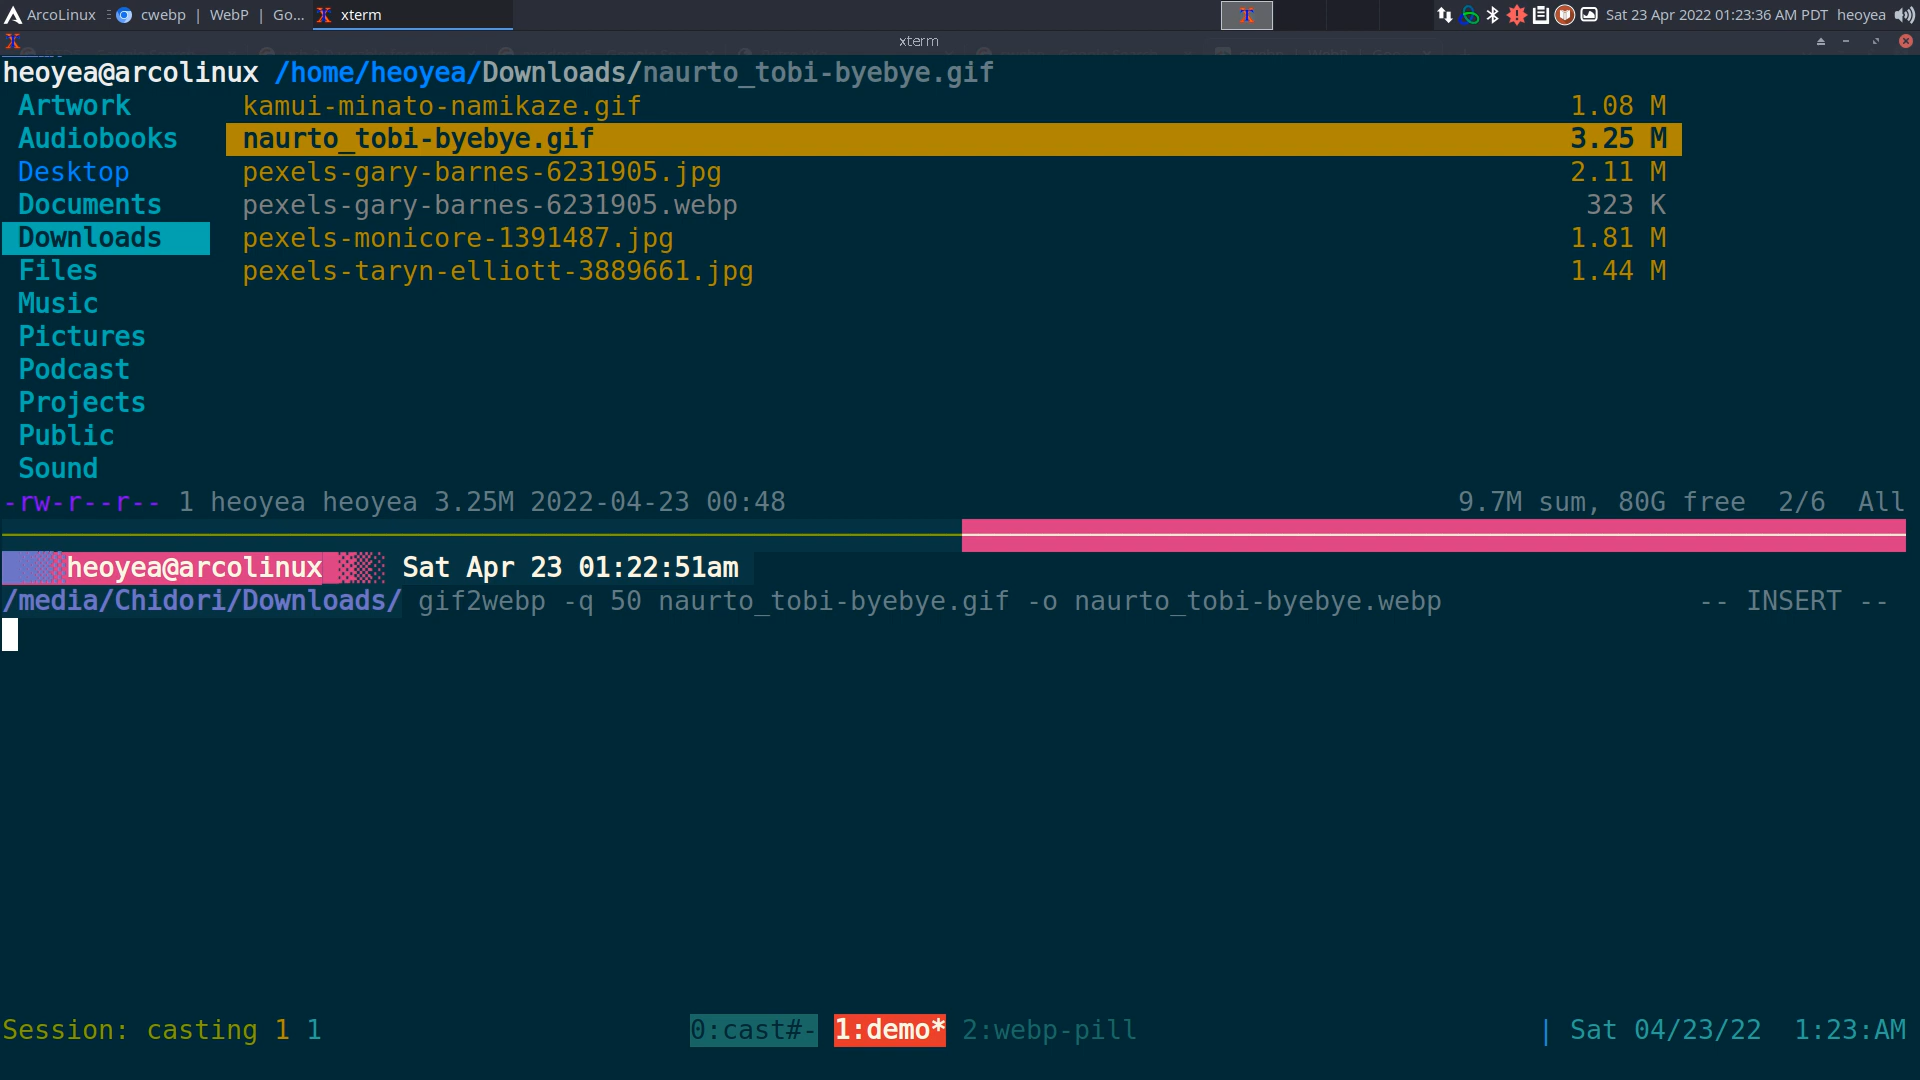 ArcoLinux cwebp | WebP | Go... xterm Sat 23 Apr 2022 01:23:36 AM PDT heoyea
xterm
heoyea@arcolinux /home/heoyea/Downloads/naurto_tobi-byebye.gif
Artwork kamui-minato-namikaze.gif 1.08 M
Audiobooks naurto_tobi-byebye.gif 3.25 M
Desktop pexels-gary-barnes-6231905.jpg 2.11 M
Documents pexels-gary-barnes-6231905.webp 323 K
Downloads pexels-monicore-1391487.jpg 1.81 M
Files pexels-taryn-elliott-3889661.jpg 1.44 M
Music
Pictures
Podcast
Projects
Public
Sound
-rw-r--r-- 1 heoyea heoyea 3.25M 2022-04-23 00:48 9.7M sum, 80G free 2/6 All
heoyea@arcolinux Sat Apr 23 01:22:51am
/media/Chidori/Downloads/ gif2webp -q 50 naurto_tobi-byebye.gif -o naurto_tobi-byebye.webp -- INSERT --
Session: casting 1 1 0:cast#- 1:demo* 2:webp-pill | Sat 04/23/22 1:23:AM